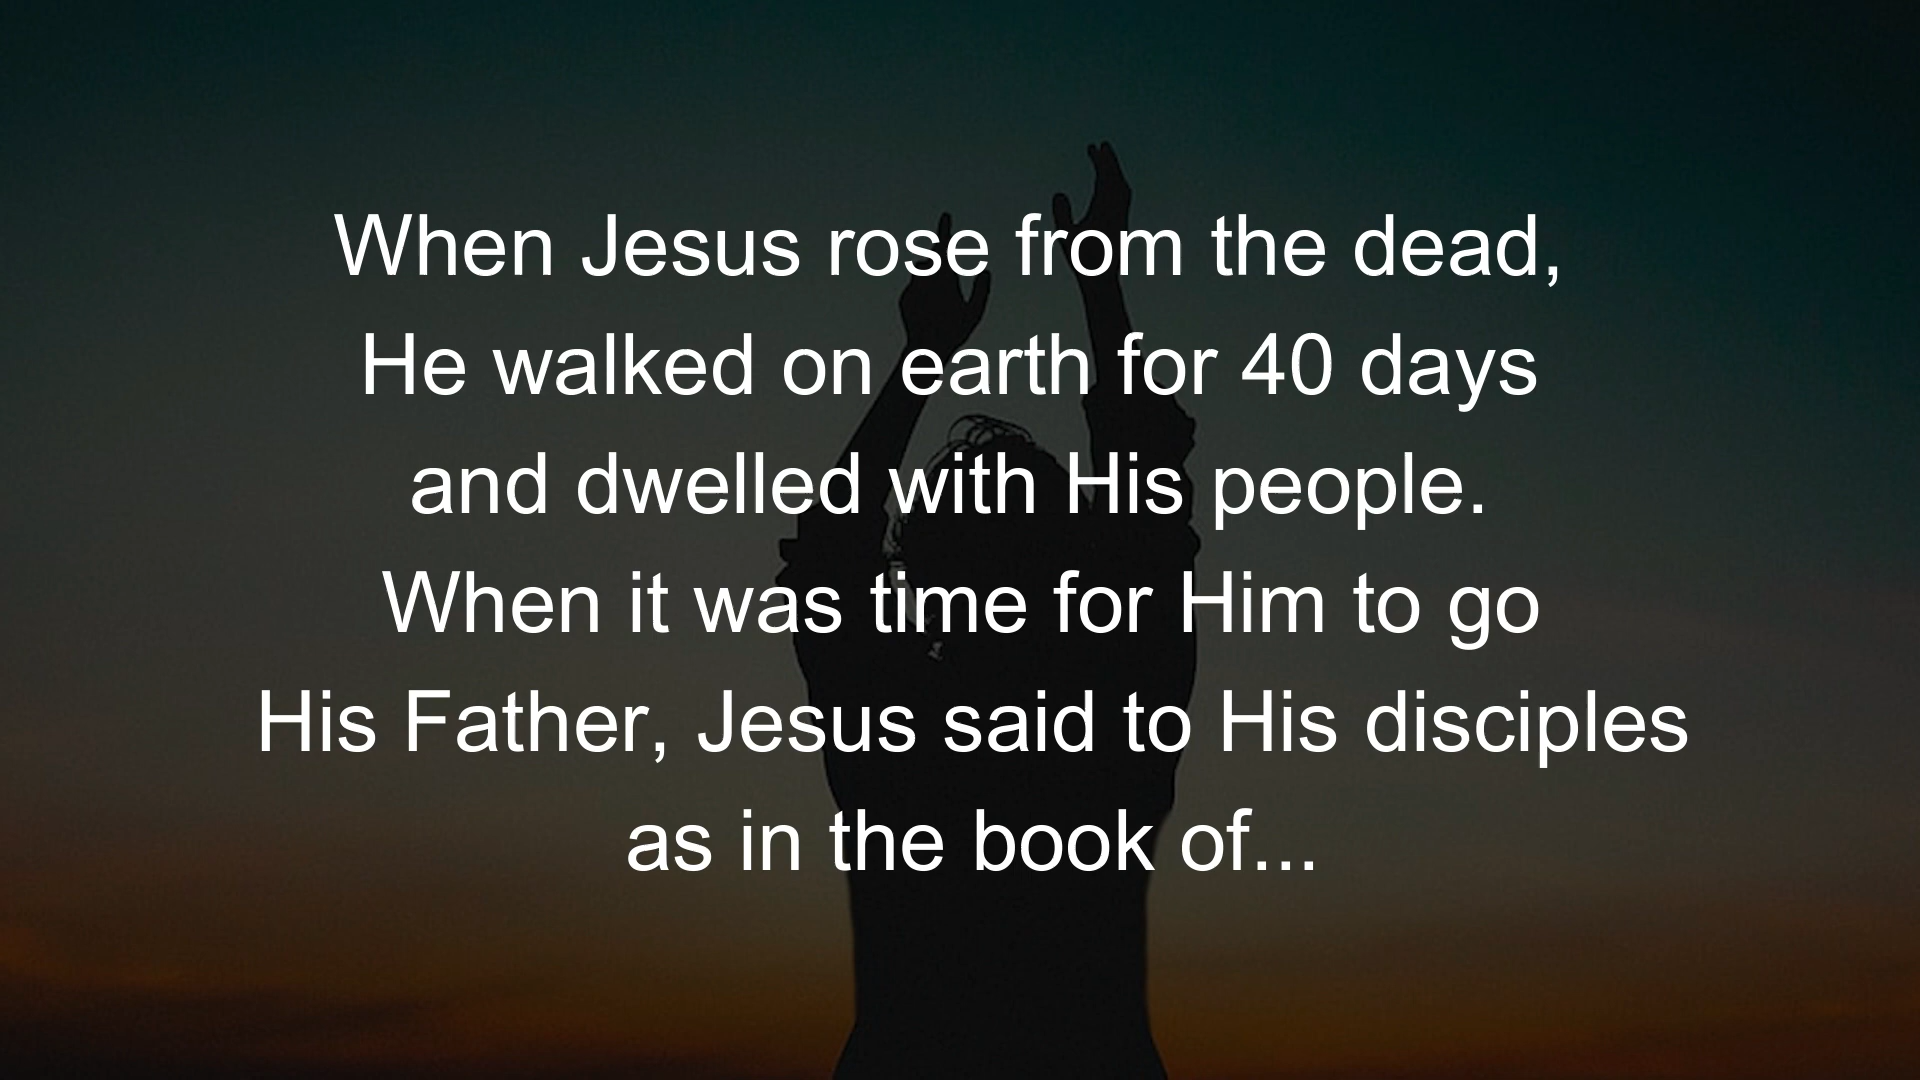 When Jesus rose from the dead,
He walked on earth for 40 days
and dwelled with His people.
When it was time for Him to go
His Father, Jesus said to His disciples
as in the book of...